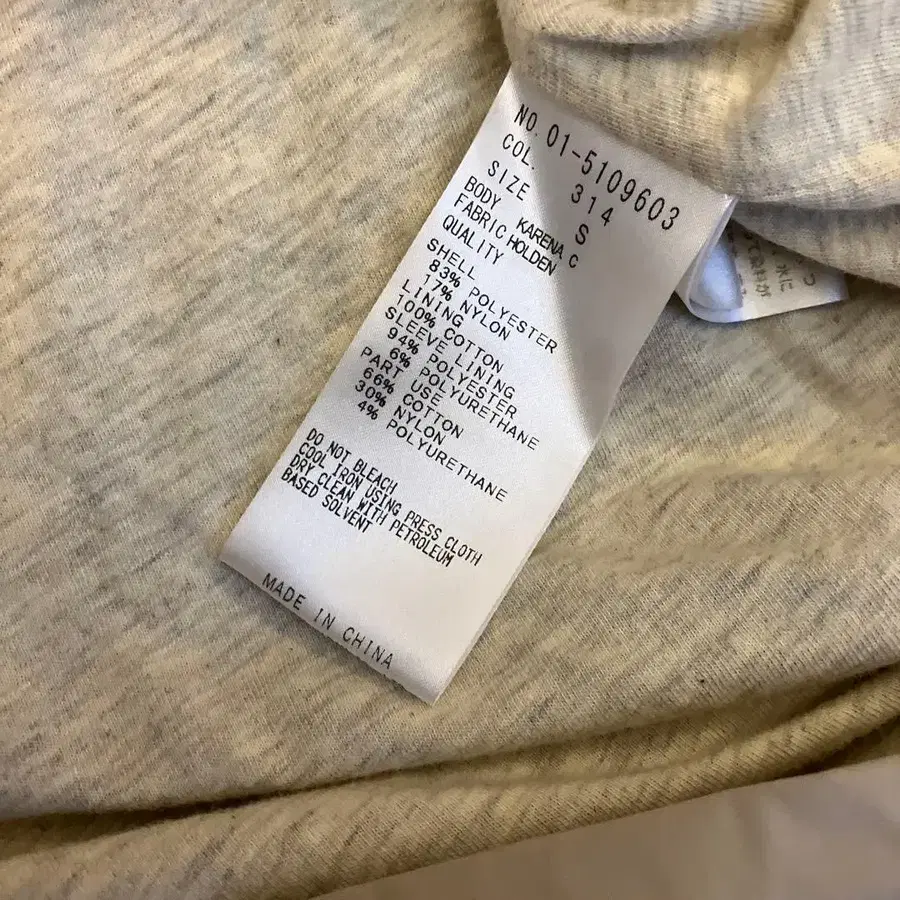 NO. 01-5109603
COL. 314
SIZE S
BODY KARENA C
FABRIC HOLDEN
QUALITY
SHELL
83% POLYESTER
17% NYLON
LINING
100% COTTON
SLEEVE LINING
94% POLYESTER
6% POLYURETHANE
PART USE
66% COTTON
30% NYLON
4% POLYURETHANE
DO NOT BLEACH
COOL IRON USING PRESS CLOTH
DRY CLEAN WITH PETROLEUM
BASED SOLVENT
MADE IN CHINA